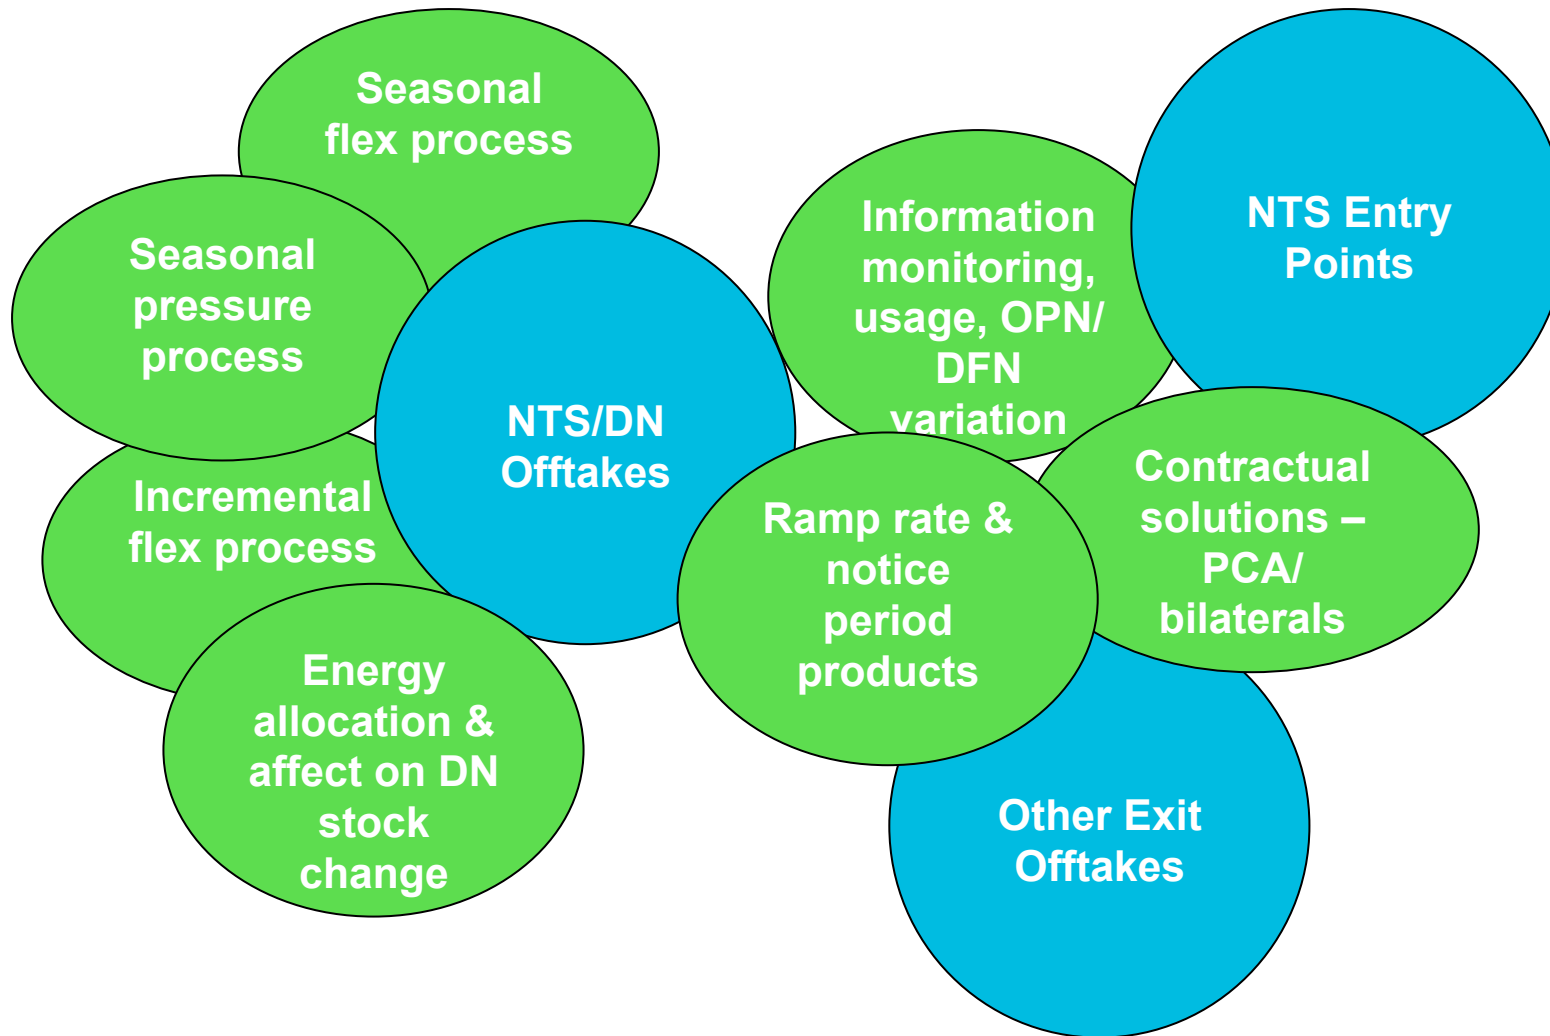 Seasonal
flex process
Seasonal
pressure
process
Incremental
flex process
Energy
allocation &
affect on DN
stock
change
NTS/DN
Offtakes
Information
monitoring,
usage, OPN/
DFN
variation
Ramp rate &
notice
period
products
NTS Entry
Points
Contractual
solutions –
PCA/
bilaterals
Other Exit
Offtakes